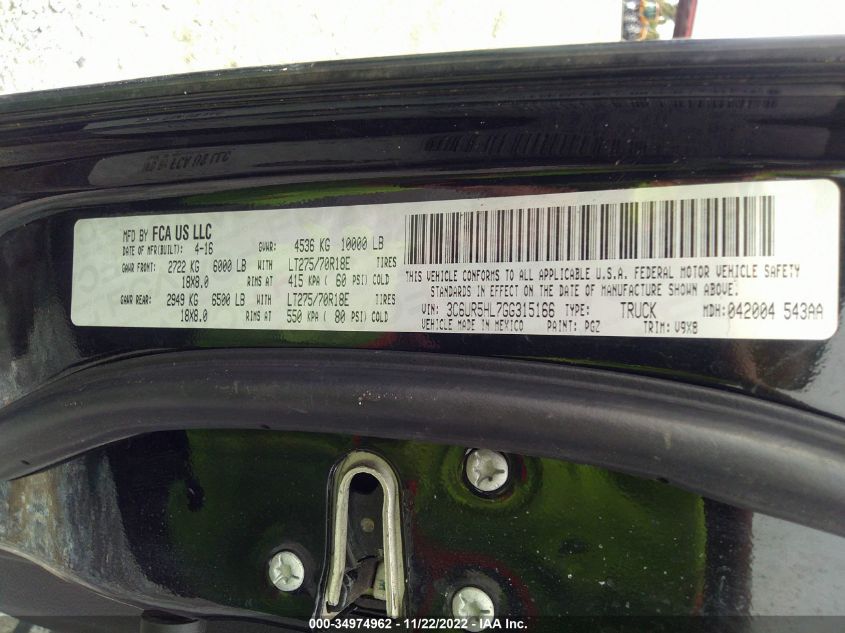 MFD BY FCA US LLC
DATE OF MFR(BUILT): 4-16
GVWR: 4536 KG 10000 LB
GAWR FRONT: 2722 KG 6000 LB WITH LT275/70R18E TIRES
18X8.0 RIMS AT 415 KPA ( 60 PSI) COLD
GAWR REAR: 2949 KG 6500 LB WITH LT275/70R18E TIRES
18X8.0 RIMS AT 550 KPA ( 80 PSI) COLD
THIS VEHICLE CONFORMS TO ALL APPLICABLE U.S.A. FEDERAL MOTOR VEHICLE SAFETY
STANDARDS IN EFFECT ON THE DATE OF MANUFACTURE SHOWN ABOVE.
VIN: 3C6UR5HL7GG315166 TYPE: TRUCK MDH:042004 543AA
VEHICLE MADE IN MEXICO PAINT: PGZ TRIM: V9X8
000-34974962 - 11/22/2022 - IAA Inc.